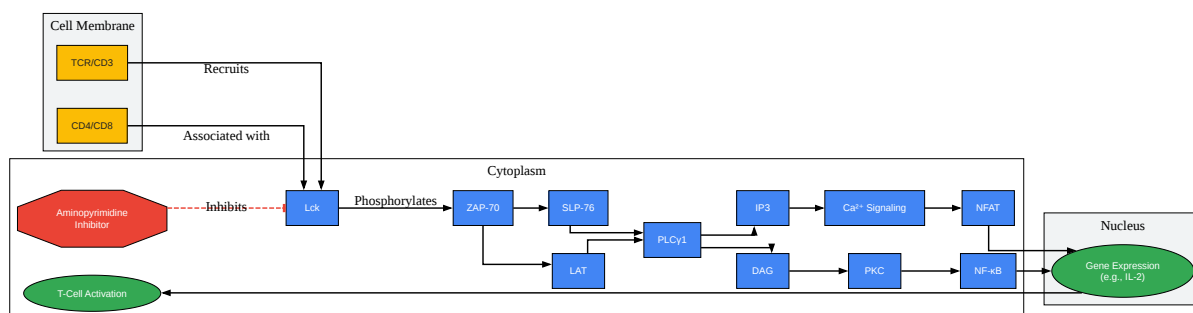 Cell Membrane
TCR/CD3
Recruits
CD4/CD8
Associated with
Cytoplasm
Aminopyrimidine
Inhibitor
Inhibits
Lck
Phosphorylates
ZAP-70
SLP-76
LAT
PLCγ1
IP3
Ca²⁺ Signaling
NFAT
DAG
PKC
NF-κB
Nucleus
Gene Expression
(e.g., IL-2)
T-Cell Activation